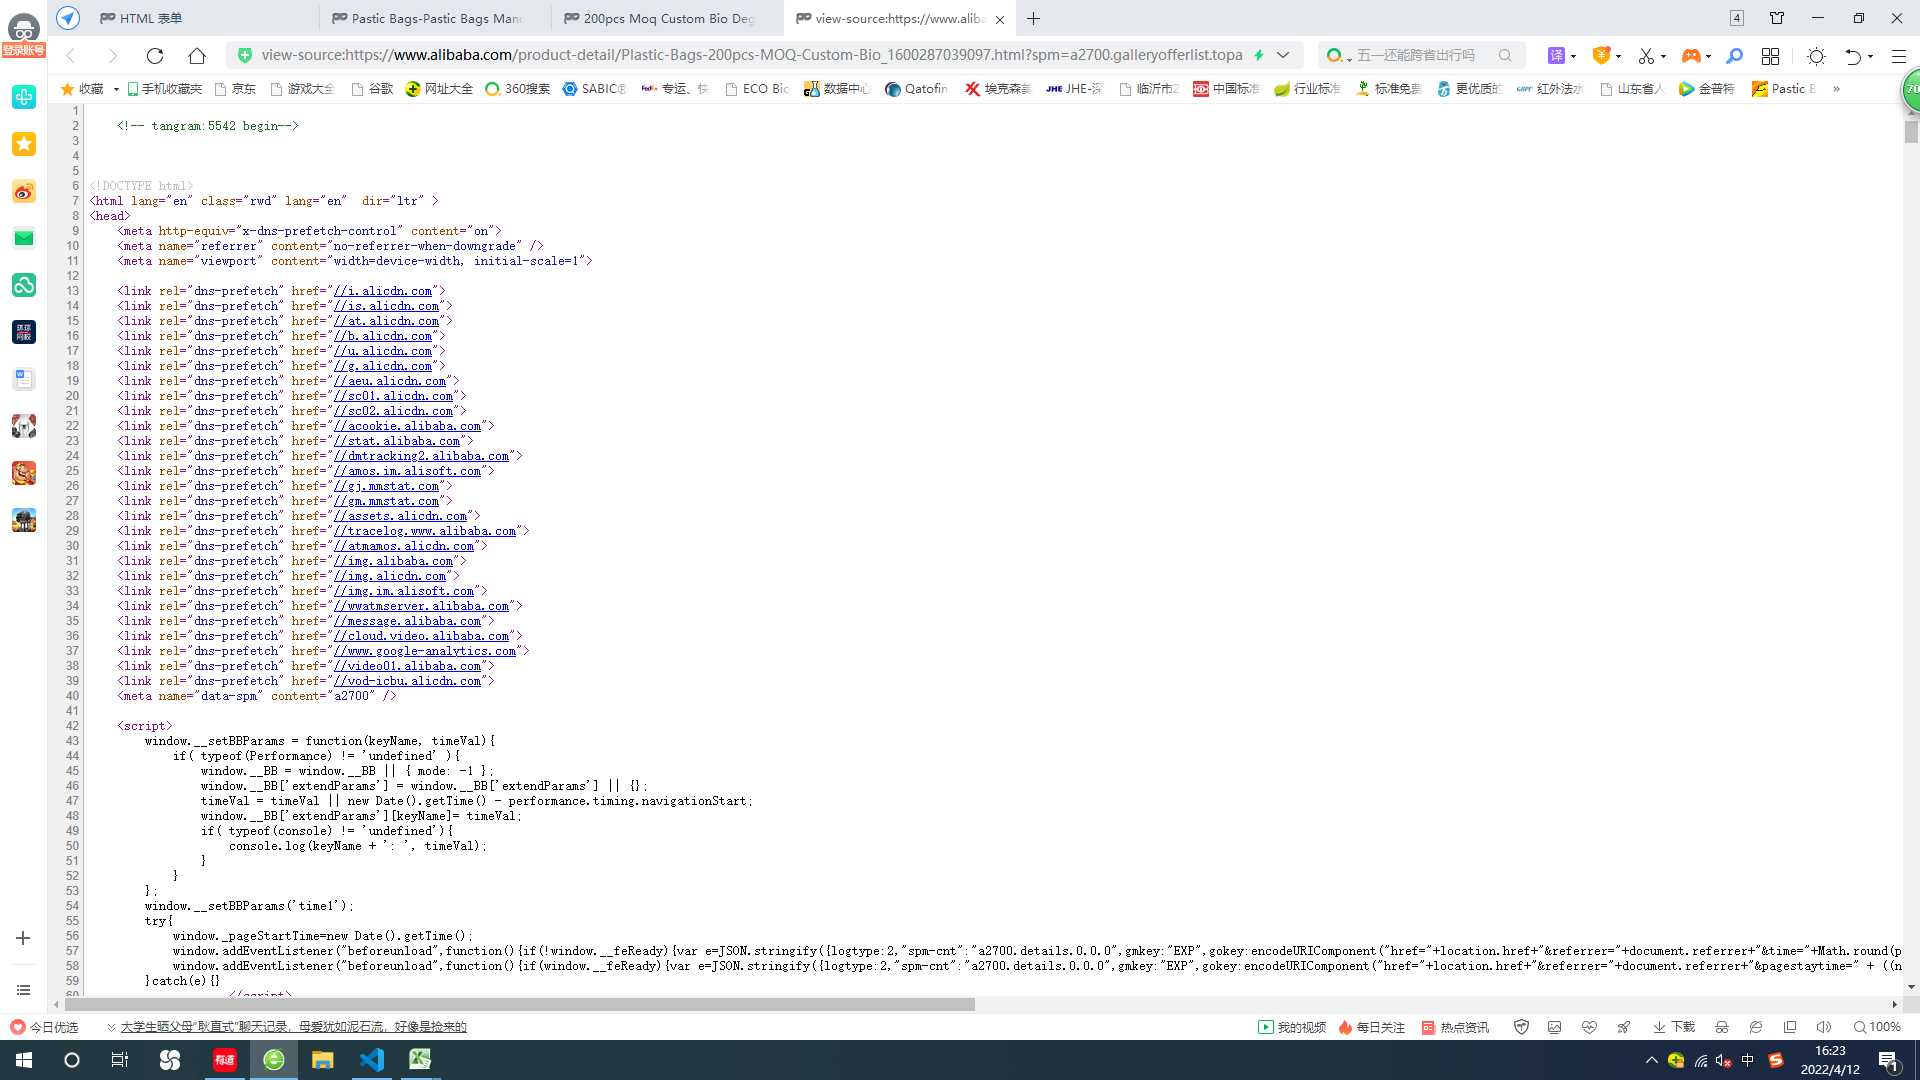 HTML 表单
Pastic Bags-Pastic Bags Man
200pcs Moq Custom Bio Deg
view-source:https://www.aliba
4
登录账号
view-source:https://www.alibaba.com/product-detail/Plastic-Bags-200pcs-MOQ-Custom-Bio_1600287039097.html?spm=a2700.galleryofferlist.topa
五一还能跨省出行吗
译
收藏 手机收藏夹 京东 游戏大全 谷歌 网址大全 360搜索 SABIC® 专运、快 ECO Bio 数据中心 Qatofin 埃克森美 JHE JHE-深 临沂市2 中国标准 行业标准 标准免费 更优质的 红外法水 山东省人 金普特 Pastic B »
70
1
2 <!-- tangram:5542 begin-->
3
4
5
6 <!DOCTYPE html>
7 <html lang="en" class="rwd" lang="en"  dir="ltr" >
8 <head>
9 <meta http-equiv="x-dns-prefetch-control" content="on">
10 <meta name="referrer" content="no-referrer-when-downgrade" />
11 <meta name="viewport" content="width=device-width, initial-scale=1">
12
13 <link rel="dns-prefetch" href="//i.alicdn.com">
14 <link rel="dns-prefetch" href="//is.alicdn.com">
15 <link rel="dns-prefetch" href="//at.alicdn.com">
16 <link rel="dns-prefetch" href="//b.alicdn.com">
17 <link rel="dns-prefetch" href="//u.alicdn.com">
18 <link rel="dns-prefetch" href="//g.alicdn.com">
19 <link rel="dns-prefetch" href="//aeu.alicdn.com">
20 <link rel="dns-prefetch" href="//sc01.alicdn.com">
21 <link rel="dns-prefetch" href="//sc02.alicdn.com">
22 <link rel="dns-prefetch" href="//acookie.alibaba.com">
23 <link rel="dns-prefetch" href="//stat.alibaba.com">
24 <link rel="dns-prefetch" href="//dmtracking2.alibaba.com">
25 <link rel="dns-prefetch" href="//amos.im.alisoft.com">
26 <link rel="dns-prefetch" href="//gj.mmstat.com">
27 <link rel="dns-prefetch" href="//gm.mmstat.com">
28 <link rel="dns-prefetch" href="//assets.alicdn.com">
29 <link rel="dns-prefetch" href="//tracelog.www.alibaba.com">
30 <link rel="dns-prefetch" href="//atmamos.alicdn.com">
31 <link rel="dns-prefetch" href="//img.alibaba.com">
32 <link rel="dns-prefetch" href="//img.alicdn.com">
33 <link rel="dns-prefetch" href="//img.im.alisoft.com">
34 <link rel="dns-prefetch" href="//wwatmserver.alibaba.com">
35 <link rel="dns-prefetch" href="//message.alibaba.com">
36 <link rel="dns-prefetch" href="//cloud.video.alibaba.com">
37 <link rel="dns-prefetch" href="//www.google-analytics.com">
38 <link rel="dns-prefetch" href="//video01.alibaba.com">
39 <link rel="dns-prefetch" href="//vod-icbu.alicdn.com">
40 <meta name="data-spm" content="a2700" />
41
42 <script>
43 window.__setBBParams = function(keyName, timeVal){
44 if( typeof(Performance) != 'undefined' ){
45 window.__BB = window.__BB || { mode: -1 };
46 window.__BB['extendParams'] = window.__BB['extendParams'] || {};
47 timeVal = timeVal || new Date().getTime() - performance.timing.navigationStart;
48 window.__BB['extendParams'][keyName]= timeVal;
49 if( typeof(console) != 'undefined'){
50 console.log(keyName + ': ', timeVal);
51 }
52 }
53 };
54 window.__setBBParams('time1');
55 try{
56 window._pageStartTime=new Date().getTime();
57 window.addEventListener("beforeunload",function(){if(!window.__feReady){var e=JSON.stringify({logtype:2,"spm-cnt":"a2700.details.0.0.0",gmkey:"EXP",gokey:encodeURIComponent("href="+location.href+"&referrer="+document.referrer+"&time="+Math.round(p
58 window.addEventListener("beforeunload",function(){if(window.__feReady){var e=JSON.stringify({logtype:2,"spm-cnt":"a2700.details.0.0.0",gmkey:"EXP",gokey:encodeURIComponent("href="+location.href+"&referrer="+document.referrer+"&pagestaytime=" + ((n
59 }catch(e){}
60 </script>
今日优选 大学生晒父母“耿直式”聊天记录，母爱犹如泥石流，好像是捡来的 我的视频 每日关注 热点资讯 下载 100%
有道
中
16:23
2022/4/12
1